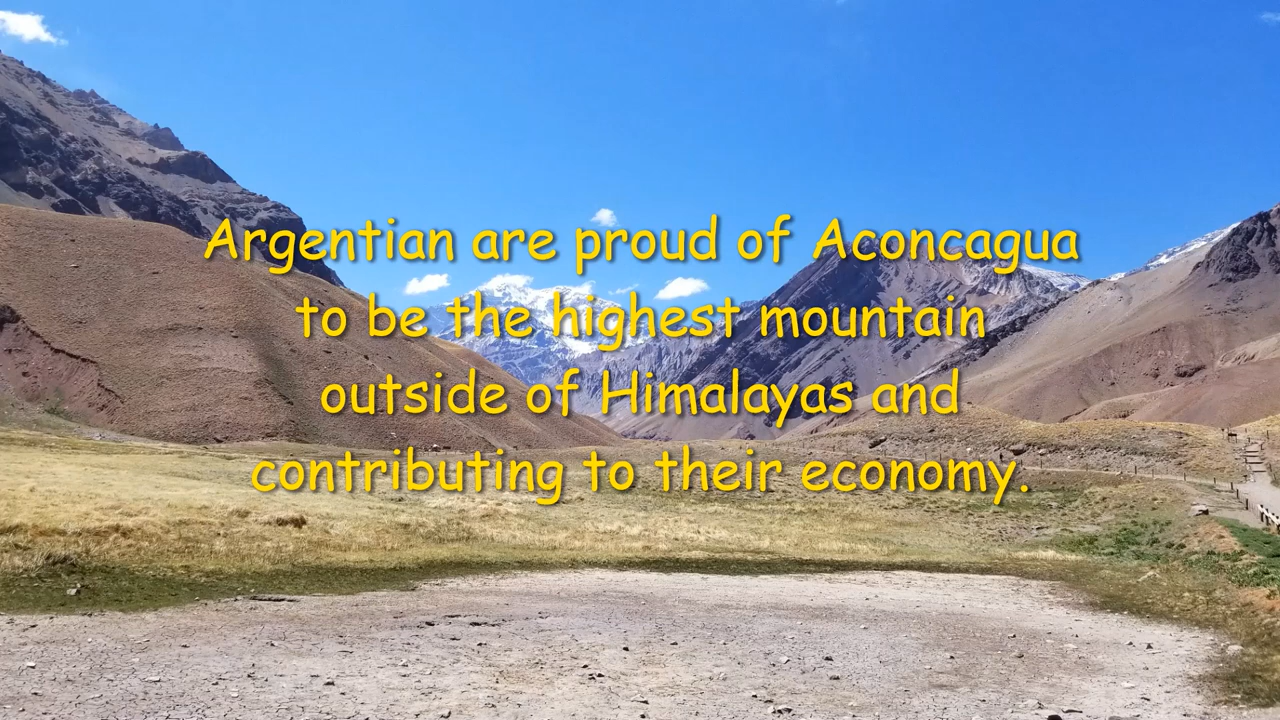 Argentian are proud of Aconcagua
to be the highest mountain
outside of Himalayas and
contributing to their economy.